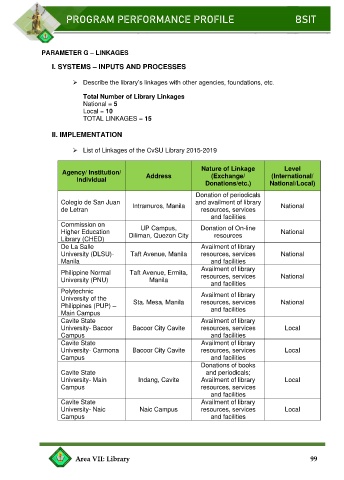 PROGRAM PERFORMANCE PROFILE BSIT
PARAMETER G – LINKAGES
I. SYSTEMS – INPUTS AND PROCESSES
➢ Describe the library's linkages with other agencies, foundations, etc.
Total Number of Library Linkages
National = 5
Local = 10
TOTAL LINKAGES = 15
II. IMPLEMENTATION
➢ List of Linkages of the CvSU Library 2015-2019
Agency/ Institution/
Individual
Address
Nature of Linkage
(Exchange/
Donations/etc.)
Level
(International/
National/Local)
Colegio de San Juan
de Letran
Intramuros, Manila
Donation of periodicals
and availment of library
resources, services
and facilities
National
Commission on
Higher Education
Library (CHED)
UP Campus,
Diliman, Quezon City
Donation of On-line
resources
National
De La Salle
University (DLSU)-
Manila
Taft Avenue, Manila
Availment of library
resources, services
and facilities
National
Philippine Normal
University (PNU)
Taft Avenue, Ermita,
Manila
Availment of library
resources, services
and facilities
National
Polytechnic
University of the
Philippines (PUP) –
Main Campus
Sta, Mesa, Manila
Availment of library
resources, services
and facilities
National
Cavite State
University- Bacoor
Campus
Bacoor City Cavite
Availment of library
resources, services
and facilities
Local
Cavite State
University- Carmona
Campus
Bacoor City Cavite
Availment of library
resources, services
and facilities
Local
Cavite State
University- Main
Campus
Indang, Cavite
Donations of books
and periodicals;
Availment of library
resources, services
and facilities
Local
Cavite State
University- Naic
Campus
Naic Campus
Availment of library
resources, services
and facilities
Local
Area VII: Library 99